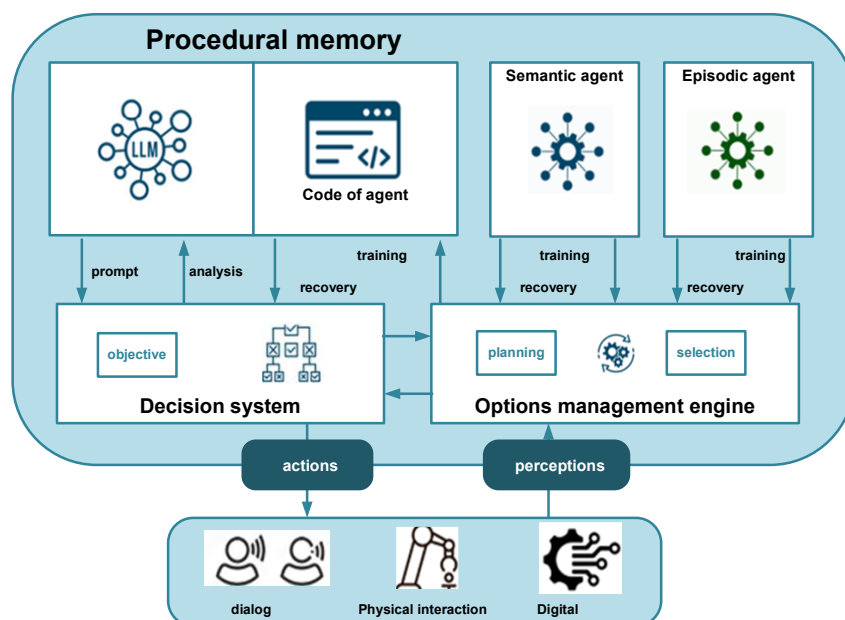 Procedural memory
Semantic agent
Episodic agent
LLM
</>
Code of agent
prompt
analysis
recovery
training
training
recovery
training
recovery
objective
planning
selection
Decision system
Options management engine
actions
perceptions
dialog
Physical interaction
Digital